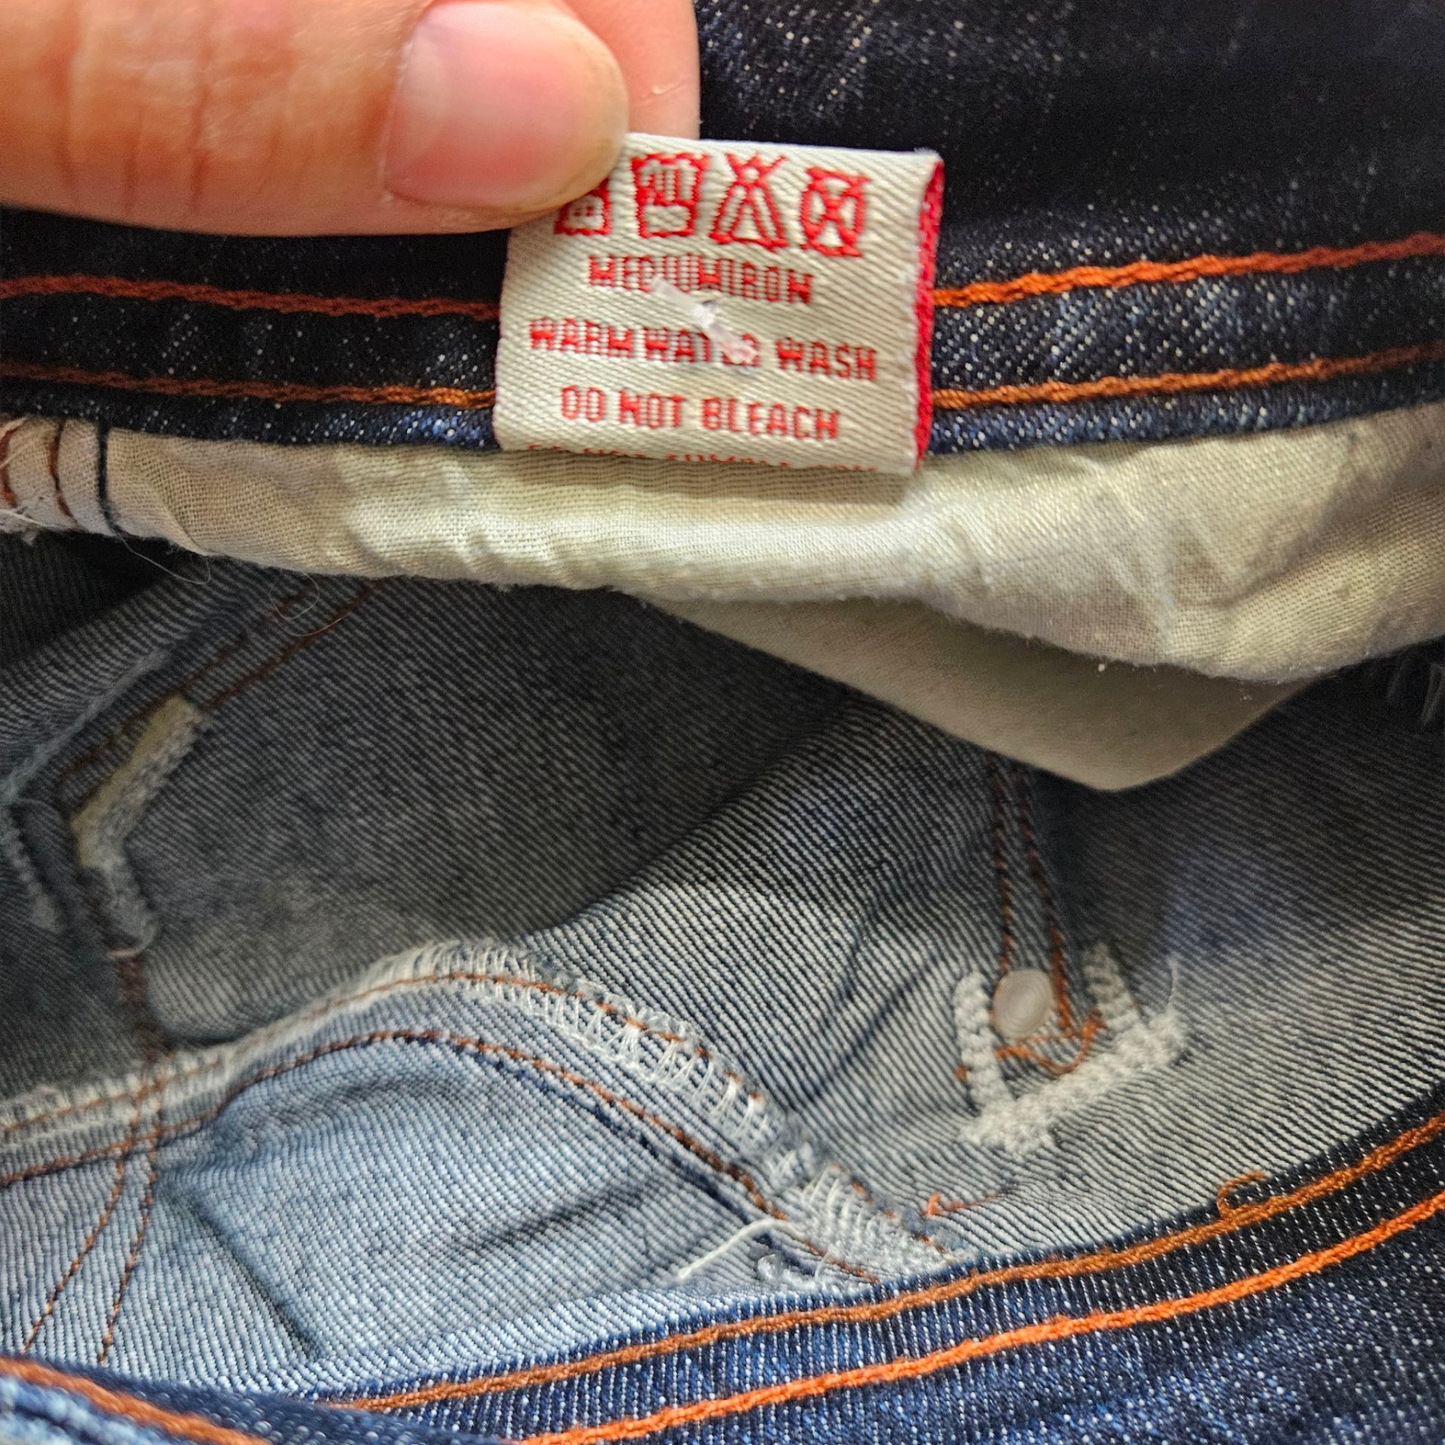 MEDIUM IRON
WARM WATER WASH
DO NOT BLEACH